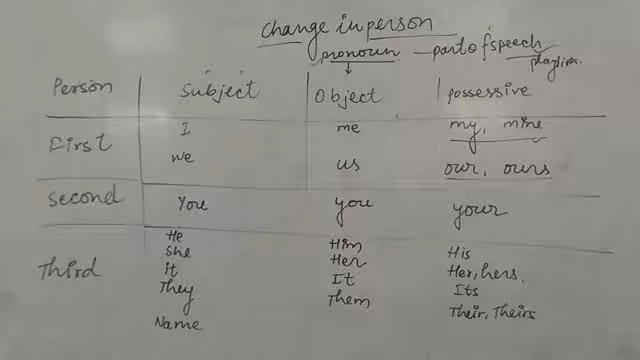 Change in person
pronoun – part of speech
playlist.
Person Subject Object possessive
First
I me my, mine
we us our, ours
Second You you your
Third
He Him His
She Her Her, hers.
It It Its
They Them Their, Theirs
Name